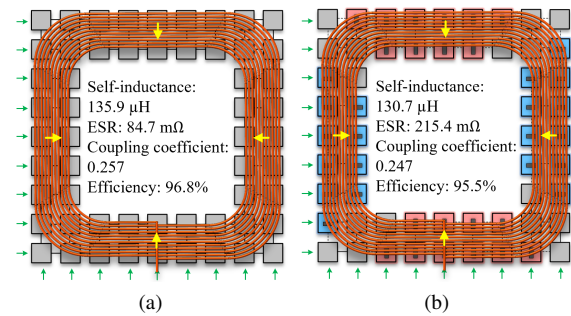 Self-inductance:
135.9 µH
ESR: 84.7 mΩ
Coupling coefficient:
0.257
Efficiency: 96.8%
(a)
Self-inductance:
130.7 µH
ESR: 215.4 mΩ
Coupling coefficient:
0.247
Efficiency: 95.5%
(b)